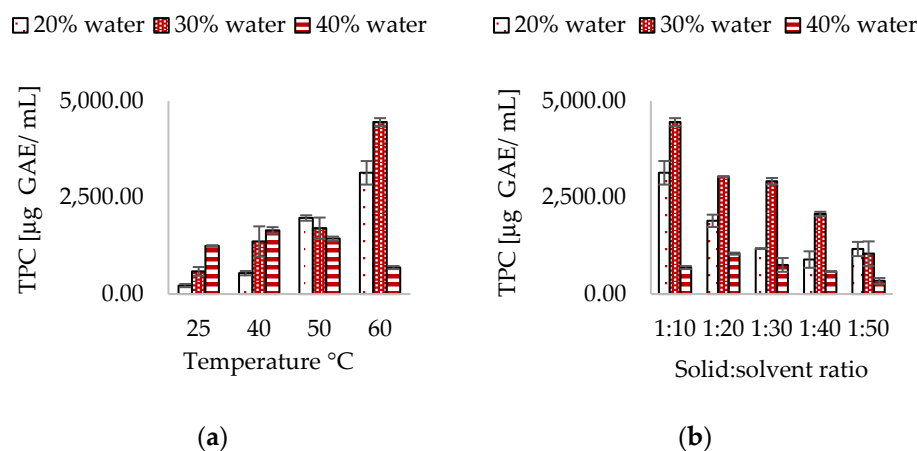 20% water 30% water 40% water
5,000.00
2,500.00
0.00
TPC [µg GAE/ mL]
25 40 50 60
Temperature °C
(a)
20% water 30% water 40% water
5,000.00
2,500.00
0.00
TPC [µg GAE/ mL]
1:10 1:20 1:30 1:40 1:50
Solid:solvent ratio
(b)